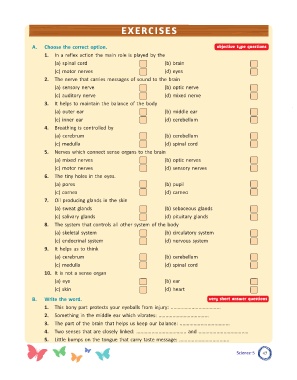 EXERCISES
A. Choose the correct option. objective type questions
1. In a reflex action the main role is played by the
(a) spinal cord (b) brain
(c) motor nerves (d) eyes
2. The nerve that carries messages of sound to the brain
(a) sensory nerve (b) optic nerve
(c) auditory nerve (d) mixed nerve
3. It helps to maintain the balance of the body
(a) outer ear (b) middle ear
(c) inner ear (d) cerebellum
4. Breathing is controlled by
(a) cerebrum (b) cerebellum
(c) medulla (d) spinal cord
5. Nerves which connect sense organs to the brain
(a) mixed nerves (b) optic nerves
(c) motor nerves (d) sensory nerves
6. The tiny holes in the eyes.
(a) pores (b) pupil
(c) cornea (d) cornea
7. Oil producing glands in the skin
(a) sweat glands (b) sebaceous glands
(c) salivary glands (d) pituitary glands
8. The system that controls all other system of the body
(a) skeletal system (b) circulatory system
(c) endocrinal system (d) nervous system
9. It helps us to think
(a) cerebrum (b) cerebellum
(c) medulla (d) spinal cord
10. It is not a sense organ
(a) eye (b) ear
(c) skin (d) heart
B. Write the word. very short answer questions
1. This bony part protects your eyeballs from injury:
2. Something in the middle ear which vibrates:
3. The part of the brain that helps us keep our balance:
4. Two senses that are closely linked: and
5. Little bumps on the tongue that carry taste message:
Science-5